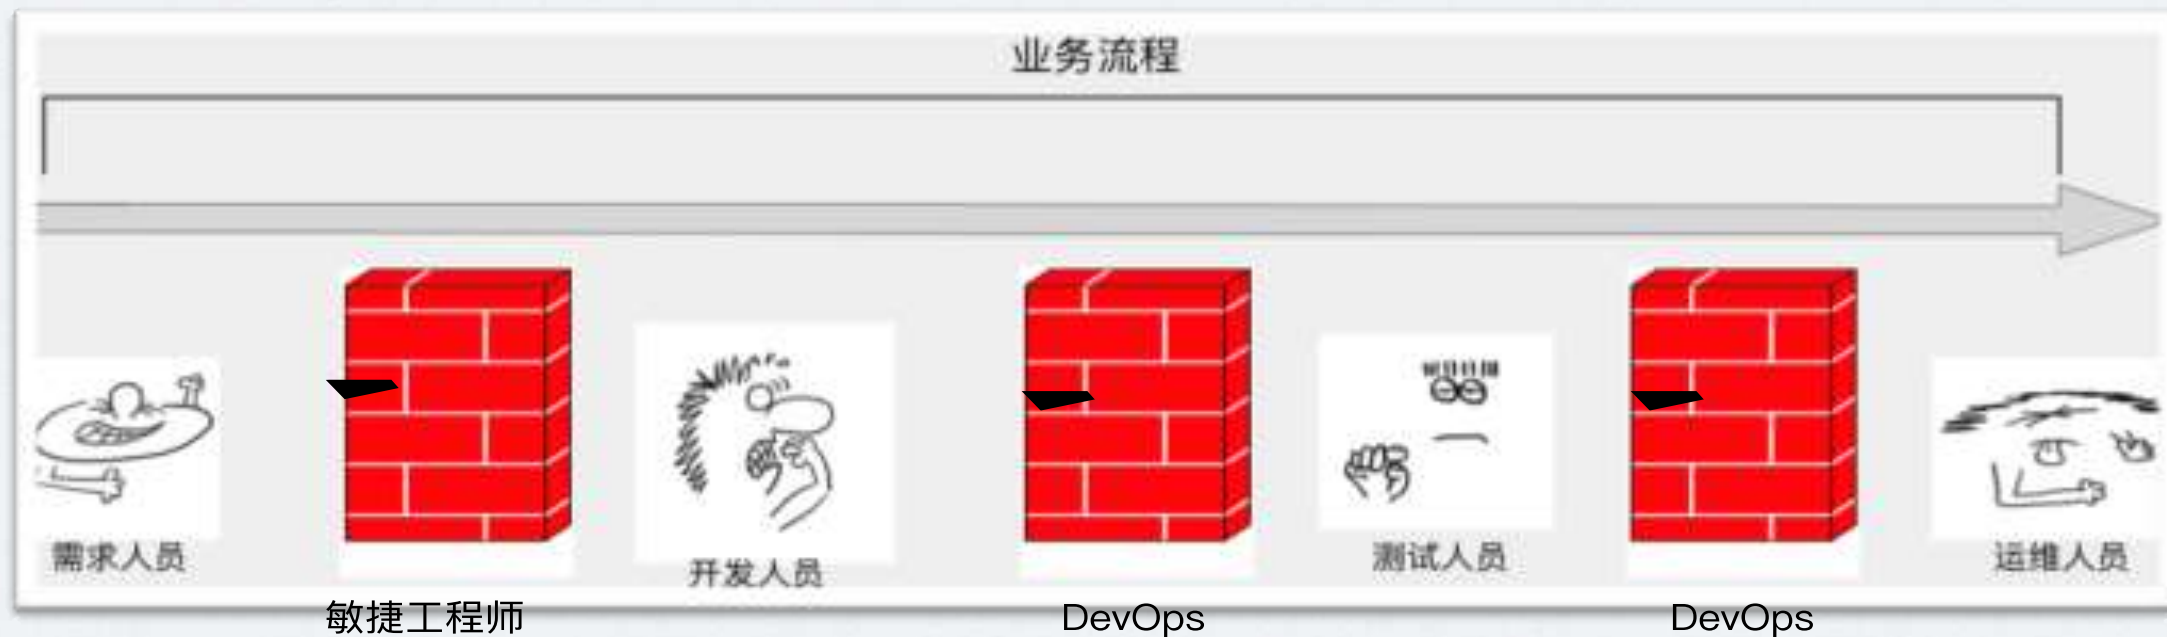 业务流程
需求人员
开发人员
测试人员
运维人员
敏捷工程师
DevOps
DevOps